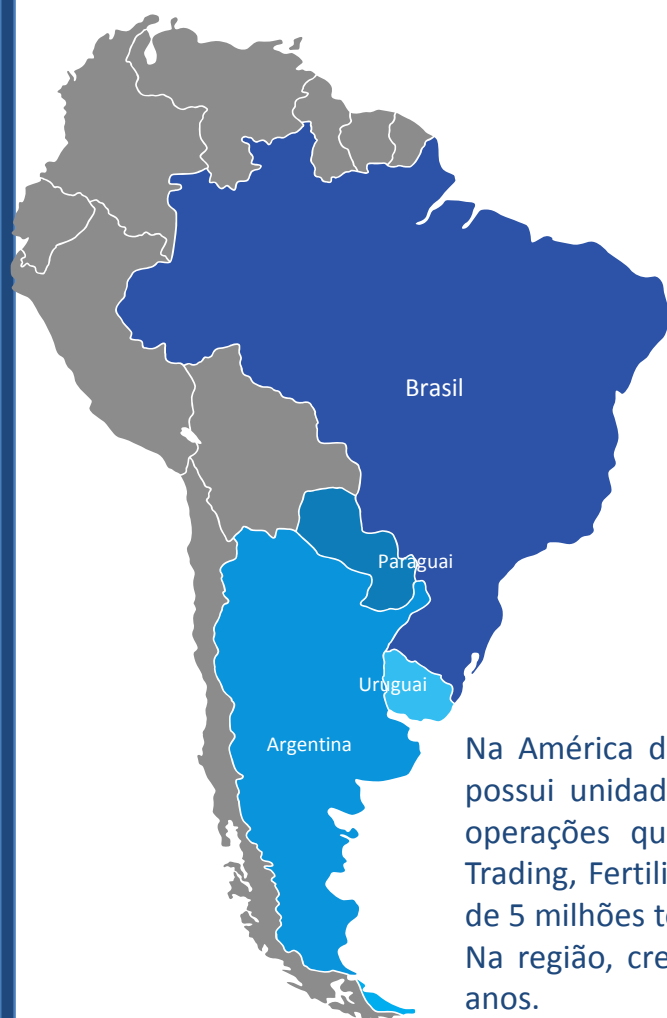 Brasil
Paraguai
Uruguai
Argentina
Na América d
possui unidad
operações qu
Trading, Fertili
de 5 milhões t
Na região, cre
anos.